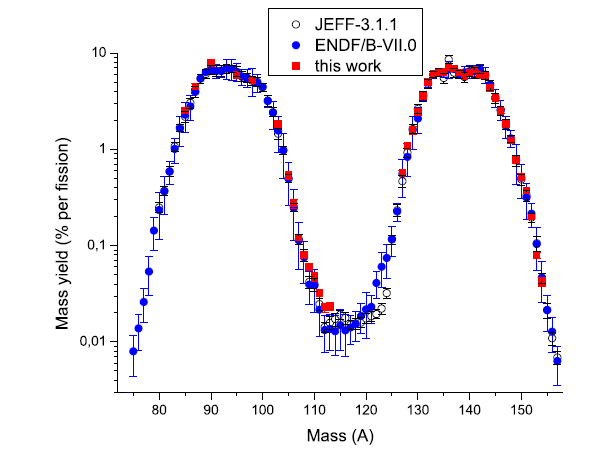 JEFF-3.1.1
ENDF/B-VII.0
this work
10
1
0,1
0,01
Mass yield (% per fission)
80 90 100 110 120 130 140 150
Mass (A)